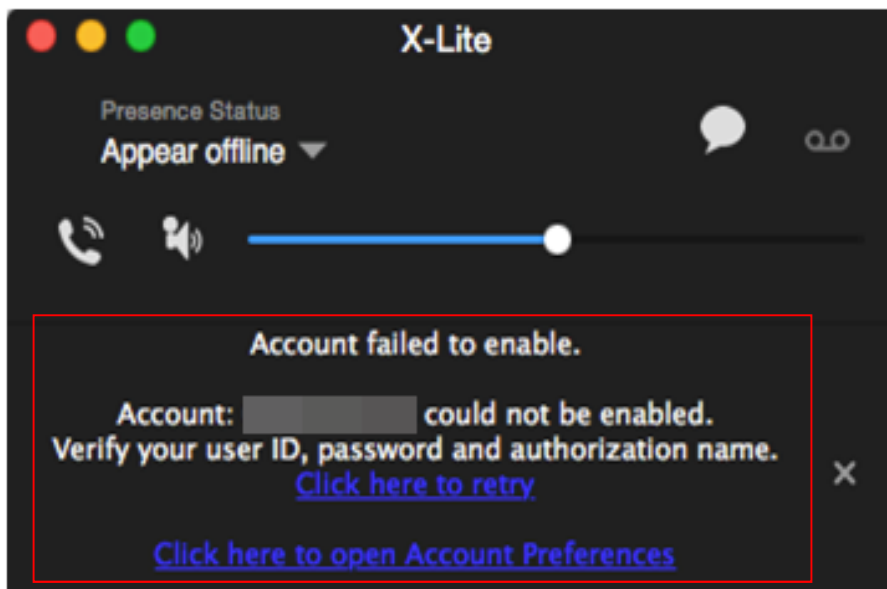 X-Lite
Presence Status
Appear offline
Account failed to enable.
Account: could not be enabled.
Verify your user ID, password and authorization name.
Click here to retry
Click here to open Account Preferences